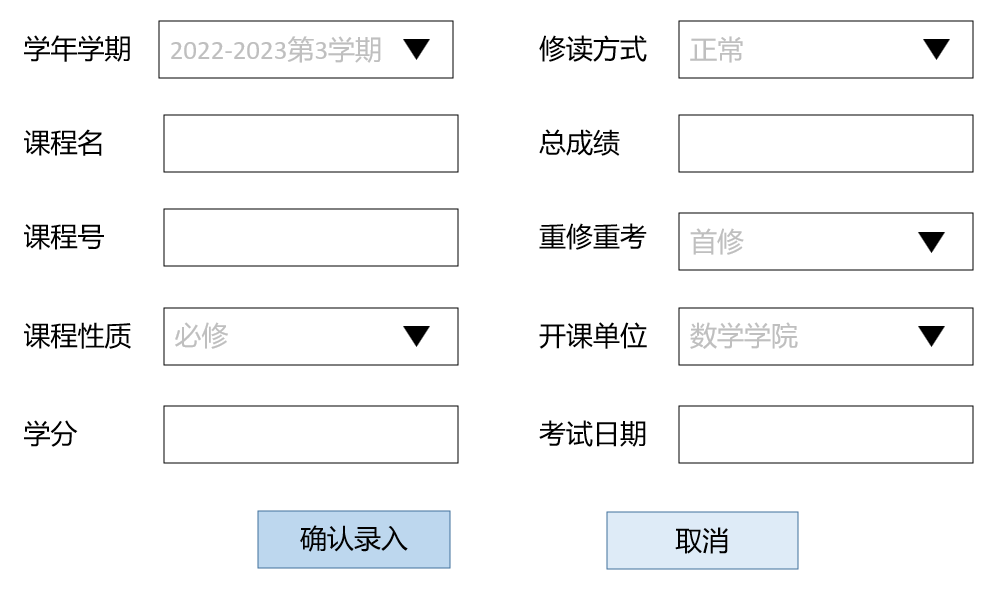 学年学期 2022-2023第3学期 修读方式 正常
课程名 总成绩
课程号 重修重考 首修
课程性质 必修 开课单位 数学学院
学分 考试日期
确认录入 取消